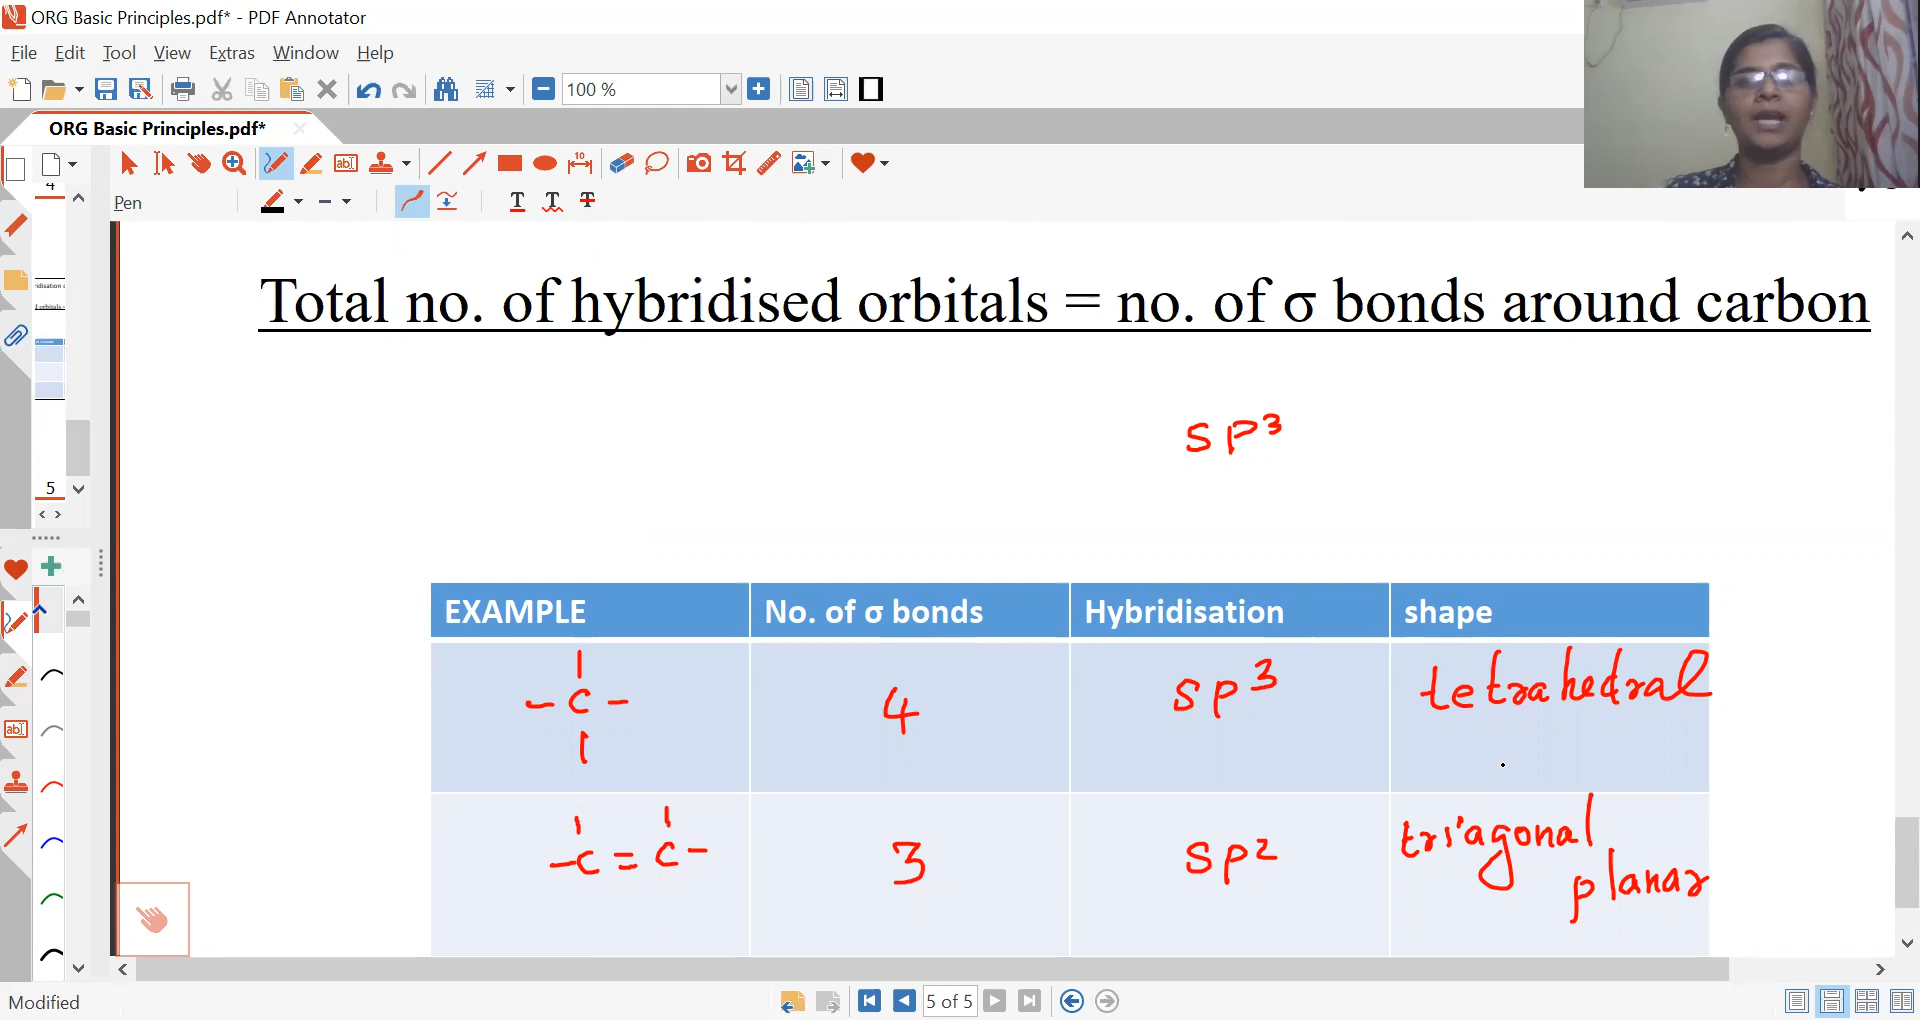 ORG Basic Principles.pdf* - PDF Annotator
File Edit Tool View Extras Window Help
100 %
ORG Basic Principles.pdf*
4
Pen
Total no. of hybridised orbitals = no. of σ bonds around carbon
sp³
5
EXAMPLE No. of σ bonds Hybridisation shape
-C- 4 sp³ tetrahedral
-C=C- 3 sp² triagonal
planar
Modified
5 of 5